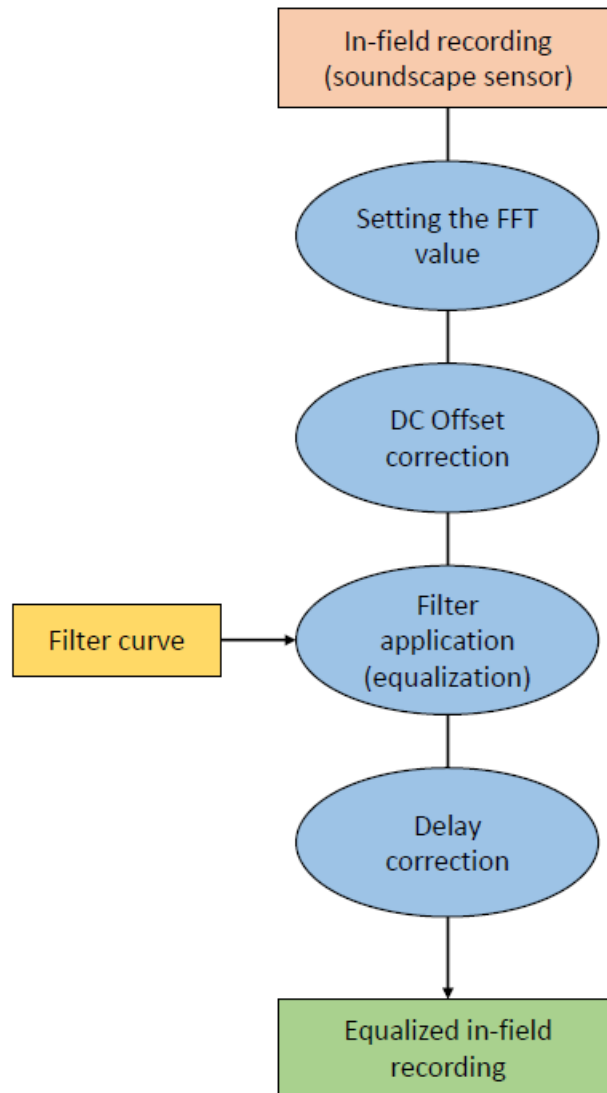 In-field recording
(soundscape sensor)
Setting the FFT
value
DC Offset
correction
Filter curve
Filter
application
(equalization)
Delay
correction
Equalized in-field
recording